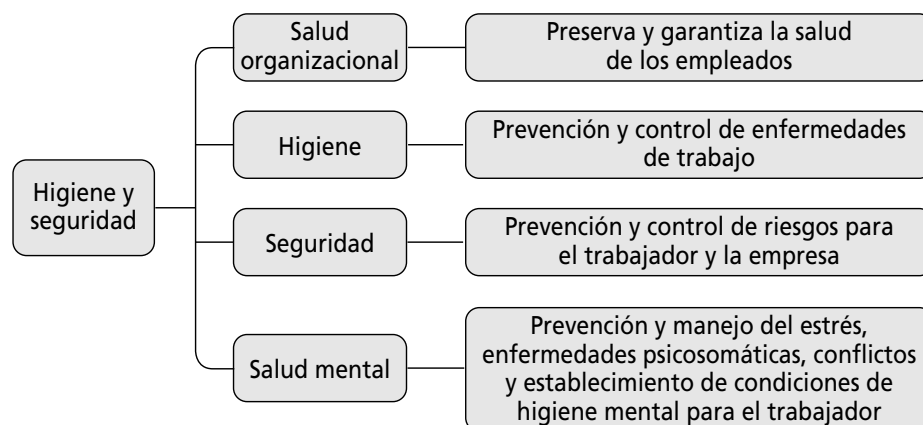 Higiene y
seguridad
Salud
organizacional
Preserva y garantiza la salud
de los empleados
Higiene
Prevención y control de enfermedades
de trabajo
Seguridad
Prevención y control de riesgos para
el trabajador y la empresa
Salud mental
Prevención y manejo del estrés,
enfermedades psicosomáticas, conflictos
y establecimiento de condiciones de
higiene mental para el trabajador